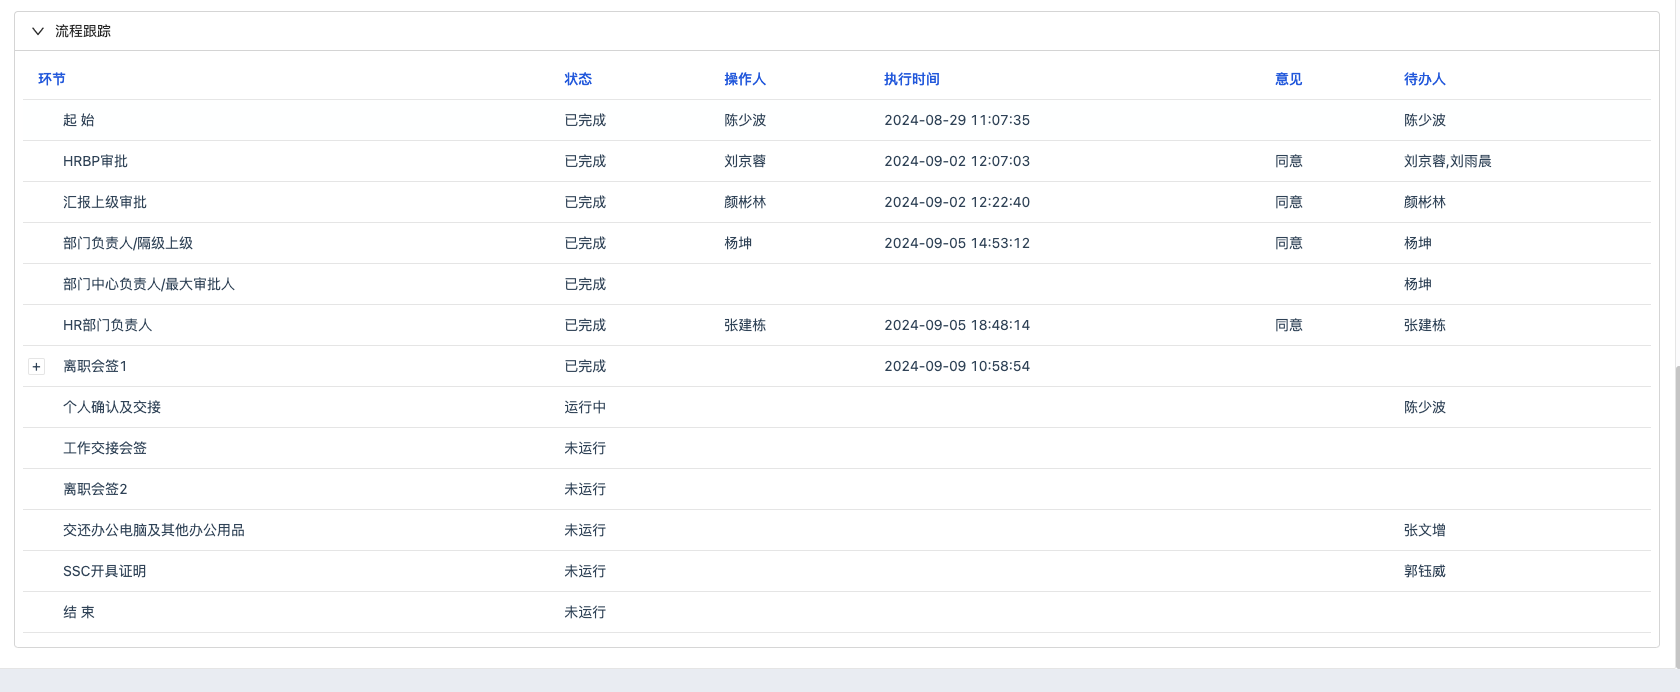 流程跟踪
环节 状态 操作人 执行时间 意见 待办人
起 始 已完成 陈少波 2024-08-29 11:07:35 陈少波
HRBP审批 已完成 刘京蓉 2024-09-02 12:07:03 同意 刘京蓉,刘雨晨
汇报上级审批 已完成 颜彬林 2024-09-02 12:22:40 同意 颜彬林
部门负责人/隔级上级 已完成 杨坤 2024-09-05 14:53:12 同意 杨坤
部门中心负责人/最大审批人 已完成 杨坤
HR部门负责人 已完成 张建栋 2024-09-05 18:48:14 同意 张建栋
+ 离职会签1 已完成 2024-09-09 10:58:54
个人确认及交接 运行中 陈少波
工作交接会签 未运行
离职会签2 未运行
交还办公电脑及其他办公用品 未运行 张文增
SSC开具证明 未运行 郭钰威
结 束 未运行